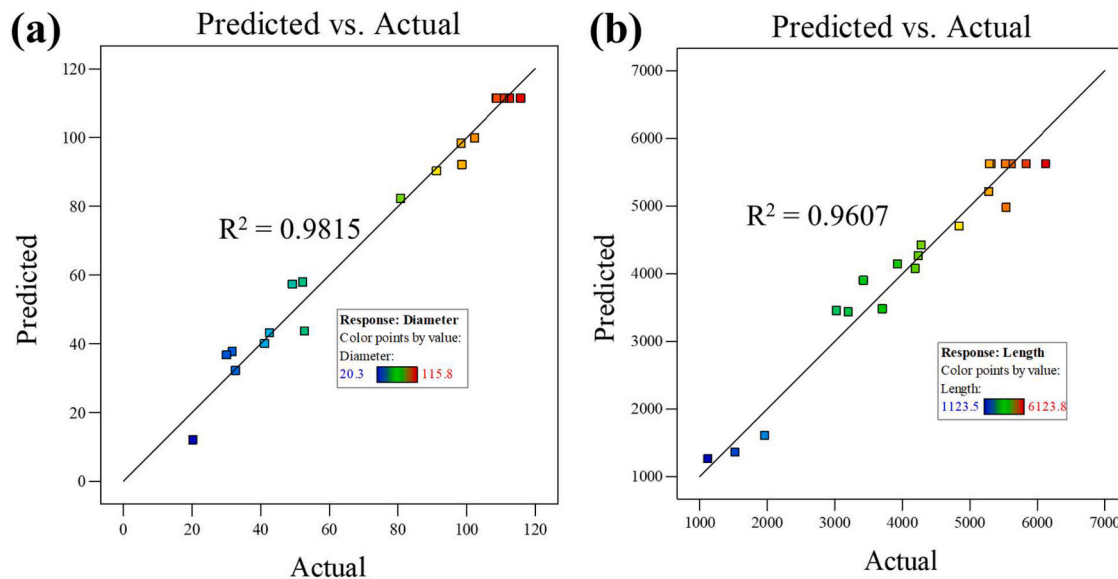 (a)
Predicted vs. Actual
120
100
80
60
40
20
0
Predicted
R² = 0.9815
Response: Diameter
Color points by value:
Diameter:
20.3 115.8
0 20 40 60 80 100 120
Actual
(b)
Predicted vs. Actual
7000
6000
5000
4000
3000
2000
1000
Predicted
R² = 0.9607
Response: Length
Color points by value:
Length:
1123.5 6123.8
1000 2000 3000 4000 5000 6000 7000
Actual